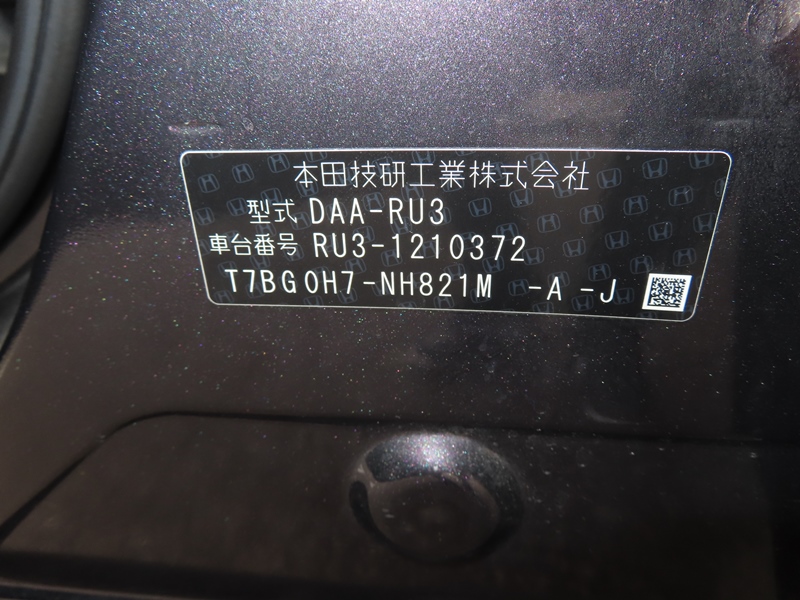 本田技研工業株式会社
型式 DAA-RU3
車台番号 RU3-1210372
T7BG0H7-NH821M -A -J